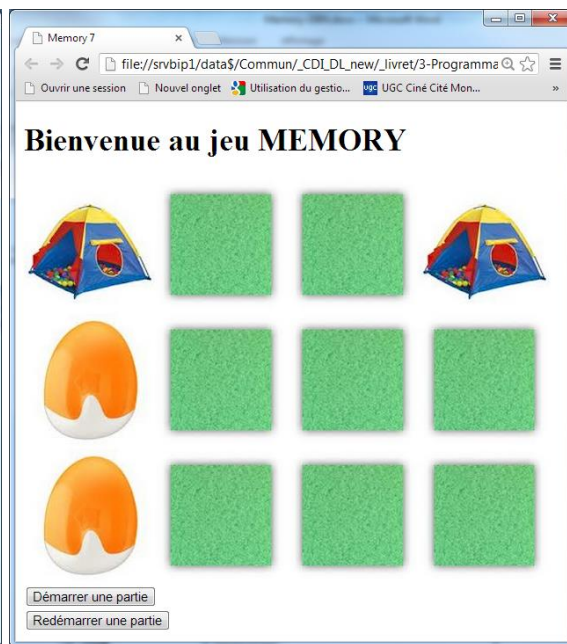 Memory 7
file://srvbip1/data$/Commun/_CDI_DL_new/_livret/3-Programma
Ouvrir une session Nouvel onglet Utilisation du gestio... UGC Ciné Cité Mon... »
Bienvenue au jeu MEMORY
Démarrer une partie
Redémarrer une partie